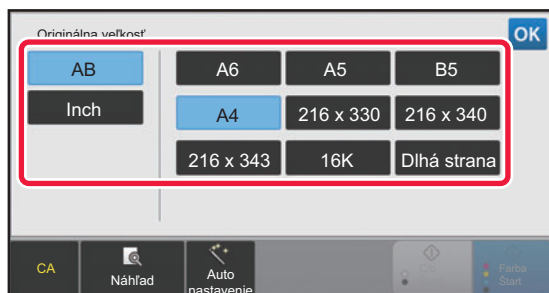 Originálna veľkosť
OK
AB
A6
A5
B5
Inch
A4
216 x 330
216 x 340
216 x 343
16K
Dlhá strana
CA
Náhľad
Auto
nastavenie
Farba
Štart